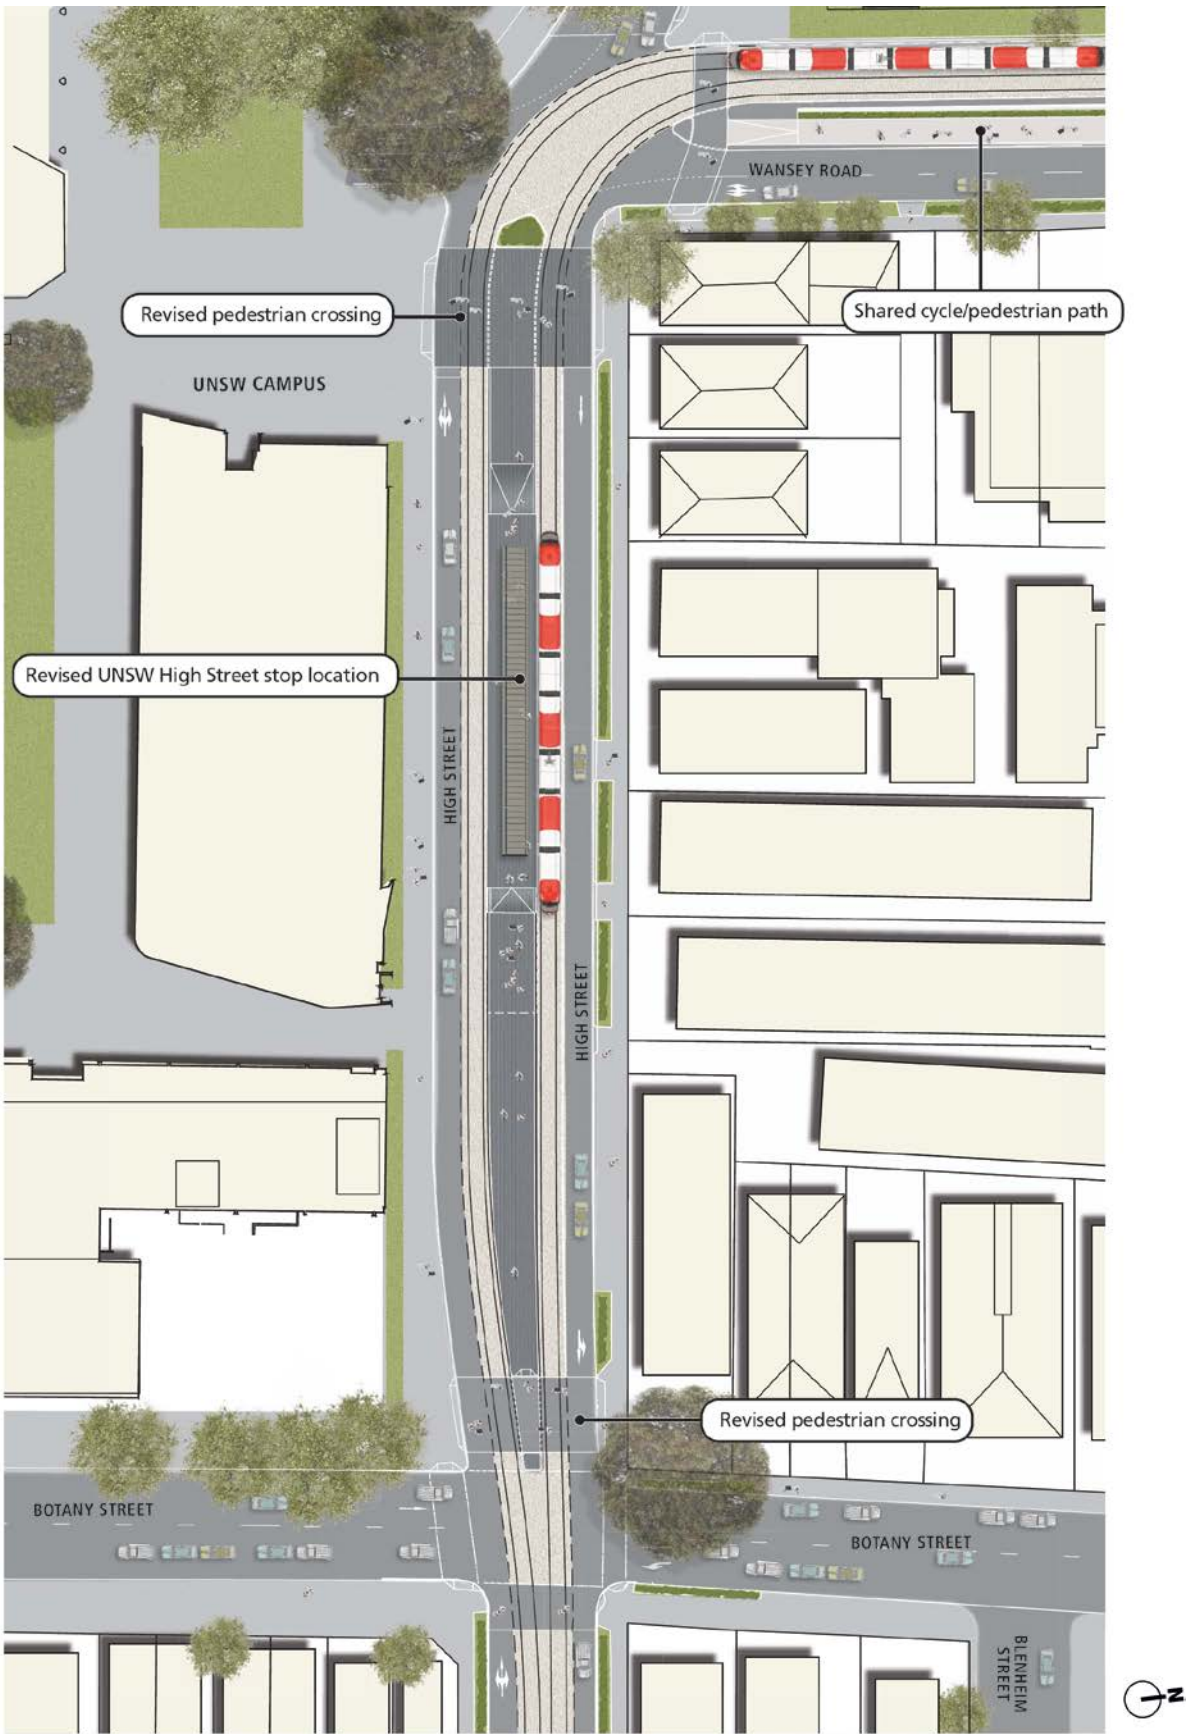 WANSEY ROAD
Revised pedestrian crossing
Shared cycle/pedestrian path
UNSW CAMPUS
Revised UNSW High Street stop location
HIGH STREET
HIGH STREET
Revised pedestrian crossing
BOTANY STREET
BOTANY STREET
BLENHEIM
STREET
N